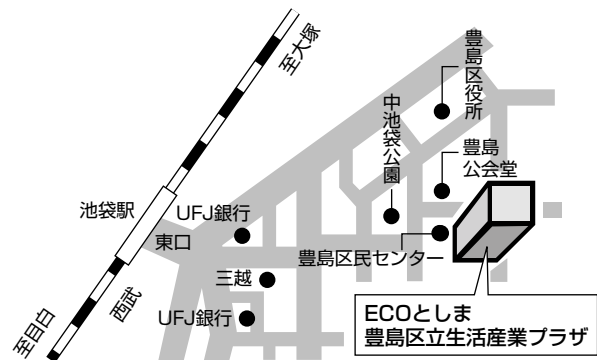 至大塚
豊島区役所
中池袋公園
豊島
公会堂
池袋駅
UFJ銀行
東口
豊島区民センター
三越
西武
UFJ銀行
至目白
ECOとしま
豊島区立生活産業プラザ